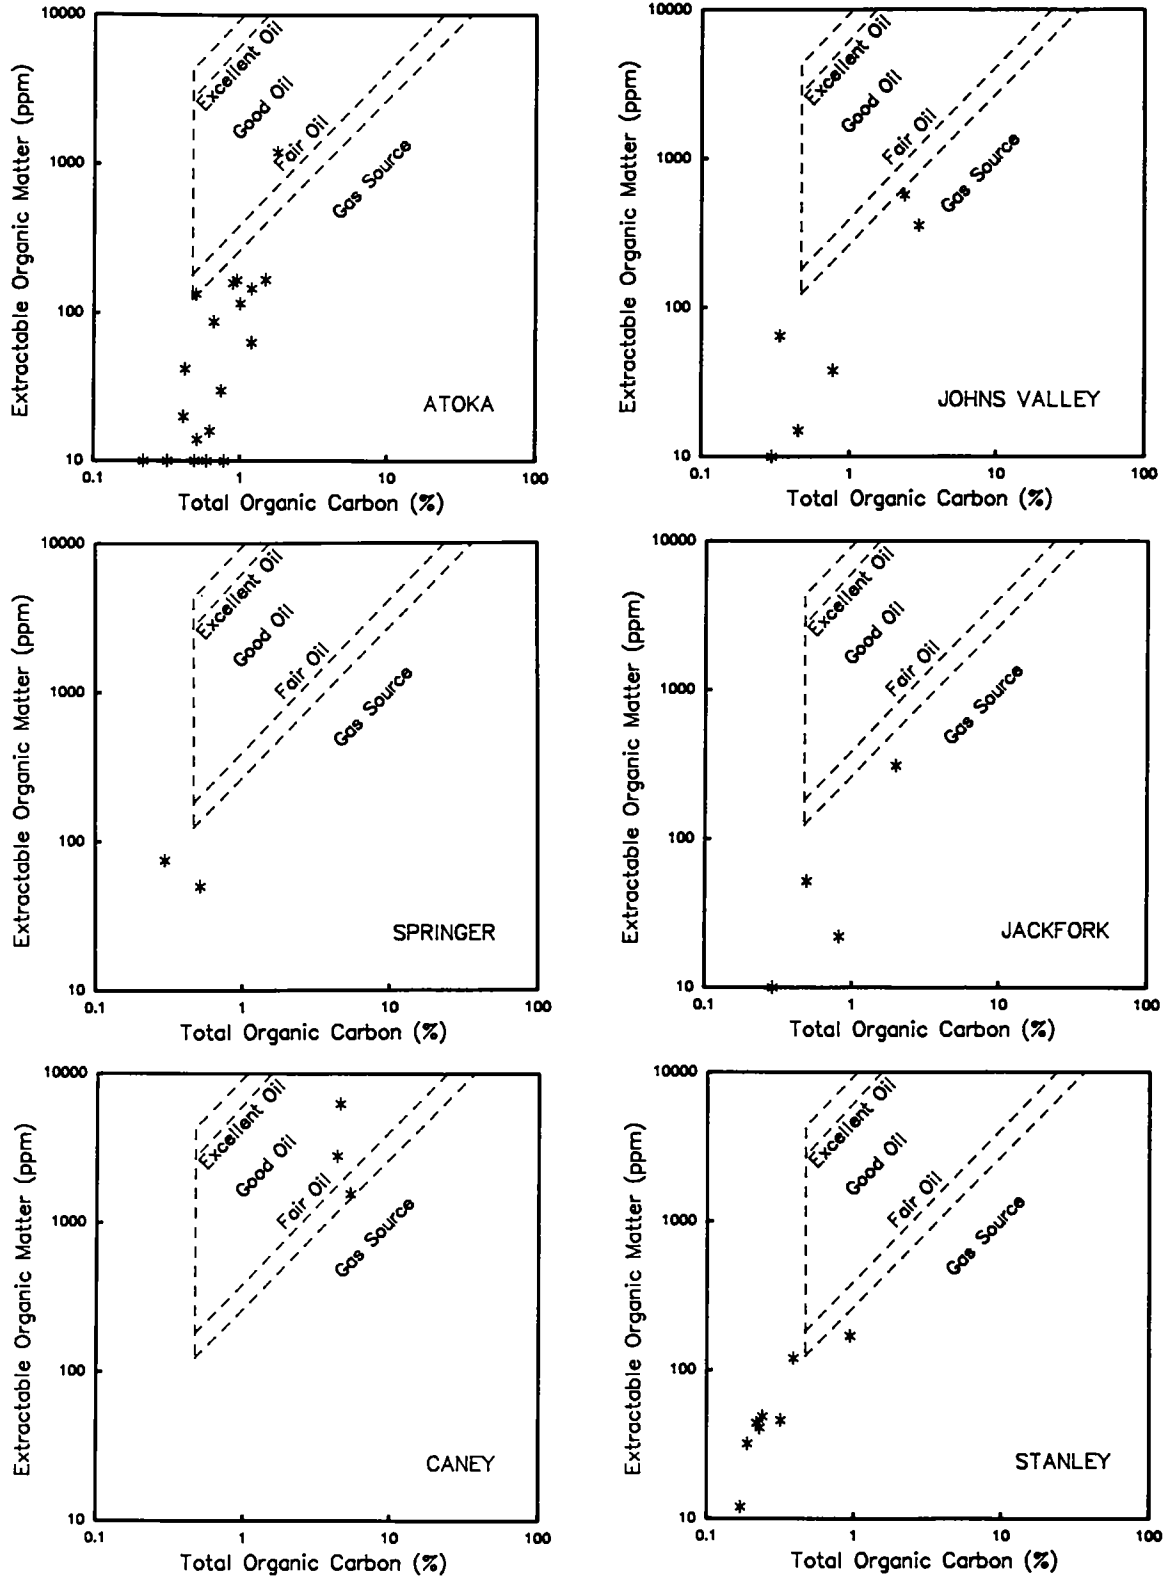 10000
1000
100
10
0.1
1
10
100
Extractable Organic Matter (ppm)
Total Organic Carbon (%)
Excellent Oil
Good Oil
Fair Oil
Gas Source
ATOKA
10000
1000
100
10
0.1
1
10
100
Extractable Organic Matter (ppm)
Total Organic Carbon (%)
Excellent Oil
Good Oil
Fair Oil
Gas Source
JOHNS VALLEY
10000
1000
100
10
0.1
1
10
100
Extractable Organic Matter (ppm)
Total Organic Carbon (%)
Excellent Oil
Good Oil
Fair Oil
Gas Source
SPRINGER
10000
1000
100
10
0.1
1
10
100
Extractable Organic Matter (ppm)
Total Organic Carbon (%)
Excellent Oil
Good Oil
Fair Oil
Gas Source
JACKFORK
10000
1000
100
10
0.1
1
10
100
Extractable Organic Matter (ppm)
Total Organic Carbon (%)
Excellent Oil
Good Oil
Fair Oil
Gas Source
CANEY
10000
1000
100
10
0.1
1
10
100
Extractable Organic Matter (ppm)
Total Organic Carbon (%)
Excellent Oil
Good Oil
Fair Oil
Gas Source
STANLEY